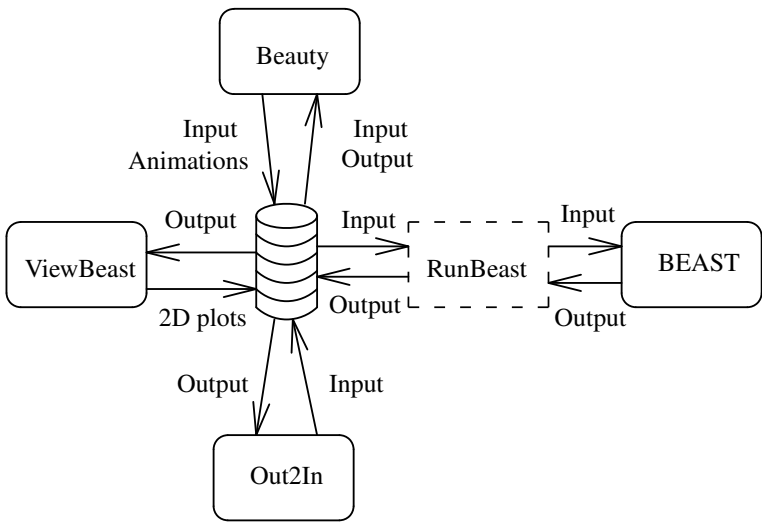 Beauty
Input
Animations
Input
Output
Output
Input
Input
ViewBeast
RunBeast
BEAST
2D plots
Output
Output
Output
Input
Out2In